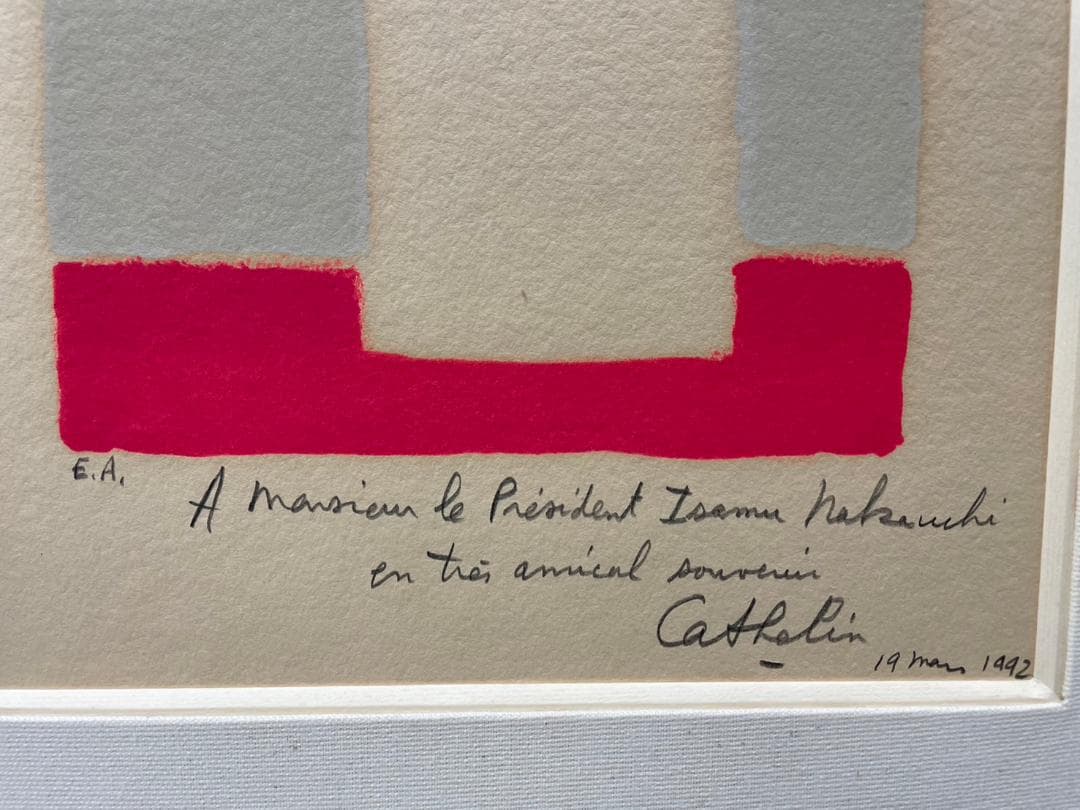 E.A.
A Monsieur le Président Isamu Nakauchi
en très amical souvenir
Cathelin
19 Mars 1992